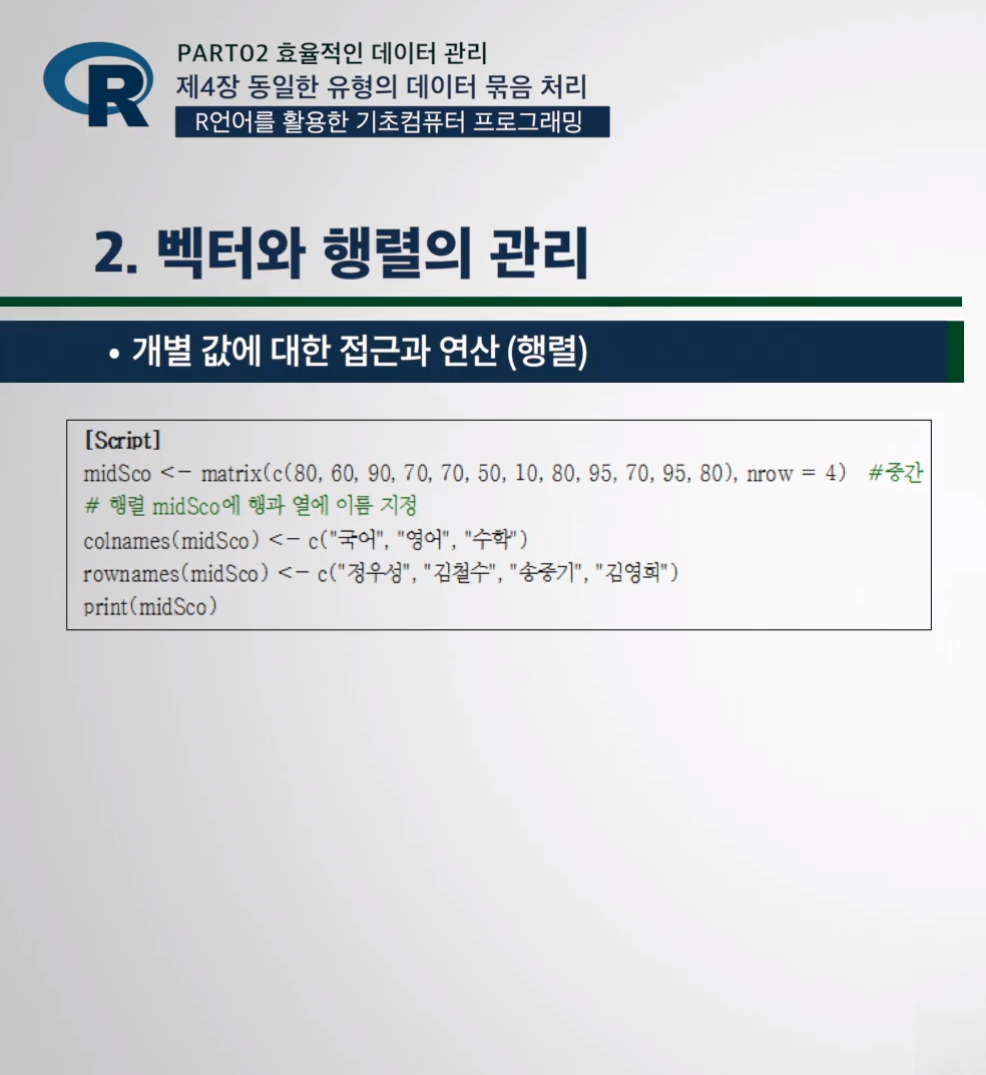 R
PART02 효율적인 데이터 관리
제4장 동일한 유형의 데이터 묶음 처리
R언어를 활용한 기초컴퓨터 프로그래밍
2. 벡터와 행렬의 관리
• 개별 값에 대한 접근과 연산 (행렬)
[Script]
midSco <- matrix(c(80, 60, 90, 70, 70, 50, 10, 80, 95, 70, 95, 80), nrow = 4) #중간
# 행렬 midSco에 행과 열에 이름 지정
colnames(midSco) <- c("국어", "영어", "수학")
rownames(midSco) <- c("정우성", "김철수", "송중기", "김영희")
print(midSco)